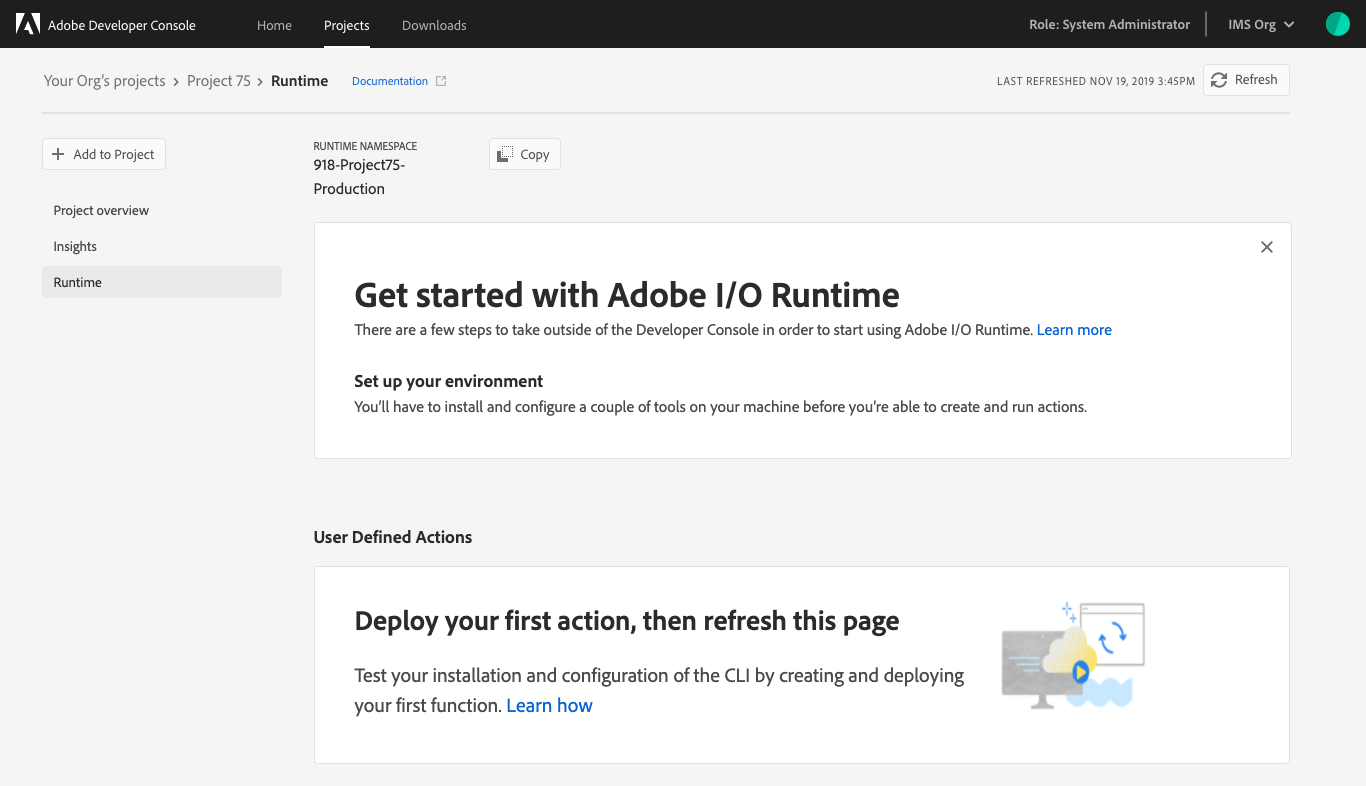 Adobe Developer Console
Home
Projects
Downloads
Role: System Administrator
IMS Org
Your Org’s projects > Project 75 > Runtime
Documentation
LAST REFRESHED NOV 19, 2019 3:45PM
Refresh
Add to Project
Project overview
Insights
Runtime
RUNTIME NAMESPACE
918-Project75-
Production
Copy
Get started with Adobe I/O Runtime
There are a few steps to take outside of the Developer Console in order to start using Adobe I/O Runtime. Learn more
Set up your environment
You’ll have to install and configure a couple of tools on your machine before you’re able to create and run actions.
User Defined Actions
Deploy your first action, then refresh this page
Test your installation and configuration of the CLI by creating and deploying
your first function. Learn how